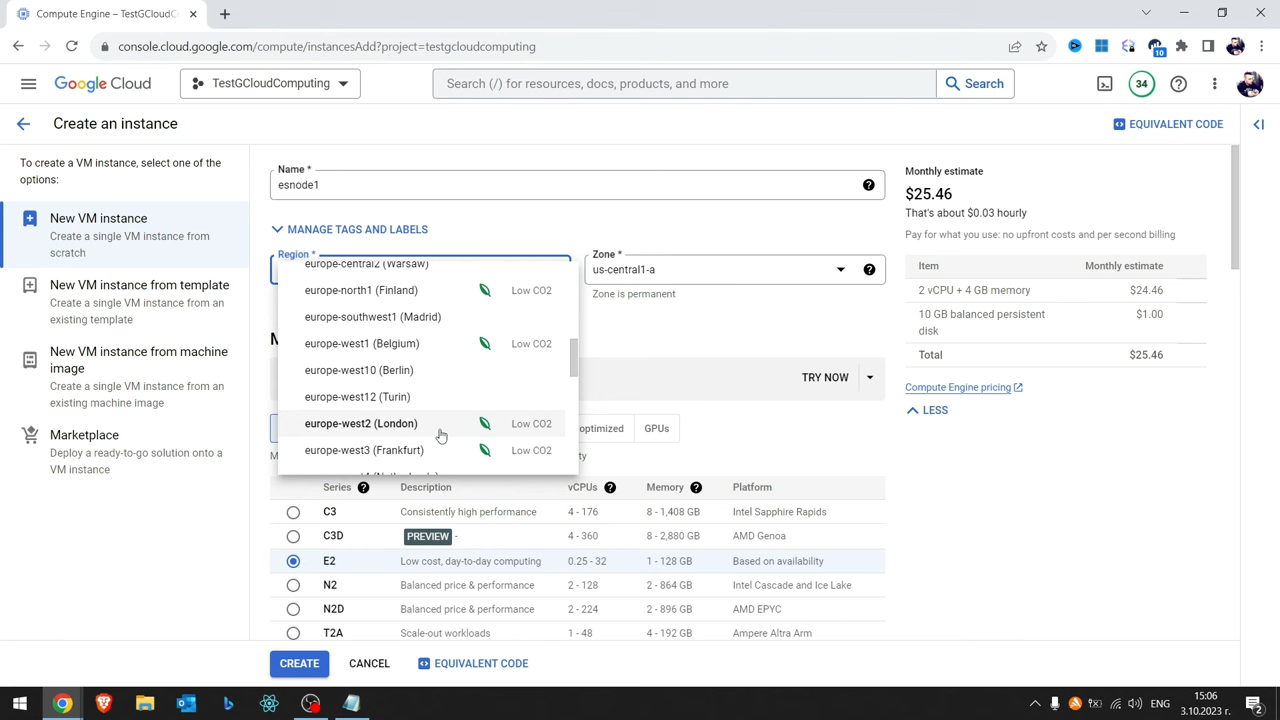 Compute Engine – TestGCloudC
console.cloud.google.com/compute/instancesAdd?project=testgcloudcomputing
10
Google Cloud
TestGCloudComputing
Search (/) for resources, docs, products, and more
Search
34
Create an instance
EQUIVALENT CODE
To create a VM instance, select one of the
options:
New VM instance
Create a single VM instance from
scratch
New VM instance from template
Create a single VM instance from an
existing template
New VM instance from machine
image
Create a single VM instance from an
existing machine image
Marketplace
Deploy a ready-to-go solution onto a
VM instance
Name *
esnode1
MANAGE TAGS AND LABELS
Region *
Zone *
us-central1-a
Zone is permanent
europe-central2 (Warsaw)
europe-north1 (Finland) Low CO2
europe-southwest1 (Madrid)
europe-west1 (Belgium) Low CO2
europe-west10 (Berlin)
europe-west12 (Turin)
europe-west2 (London) Low CO2
europe-west3 (Frankfurt) Low CO2
TRY NOW
optimized
GPUs
Series Description vCPUs Memory Platform
C3 Consistently high performance 4 - 176 8 - 1,408 GB Intel Sapphire Rapids
C3D PREVIEW - 4 - 360 8 - 2,880 GB AMD Genoa
E2 Low cost, day-to-day computing 0.25 - 32 1 - 128 GB Based on availability
N2 Balanced price & performance 2 - 128 2 - 864 GB Intel Cascade and Ice Lake
N2D Balanced price & performance 2 - 224 2 - 896 GB AMD EPYC
T2A Scale-out workloads 1 - 48 4 - 192 GB Ampere Altra Arm
CREATE
CANCEL
EQUIVALENT CODE
Monthly estimate
$25.46
That's about $0.03 hourly
Pay for what you use: no upfront costs and per second billing
Item Monthly estimate
2 vCPU + 4 GB memory $24.46
10 GB balanced persistent $1.00
disk
Total $25.46
Compute Engine pricing
LESS
ENG
15:06
3.10.2023 г.
2